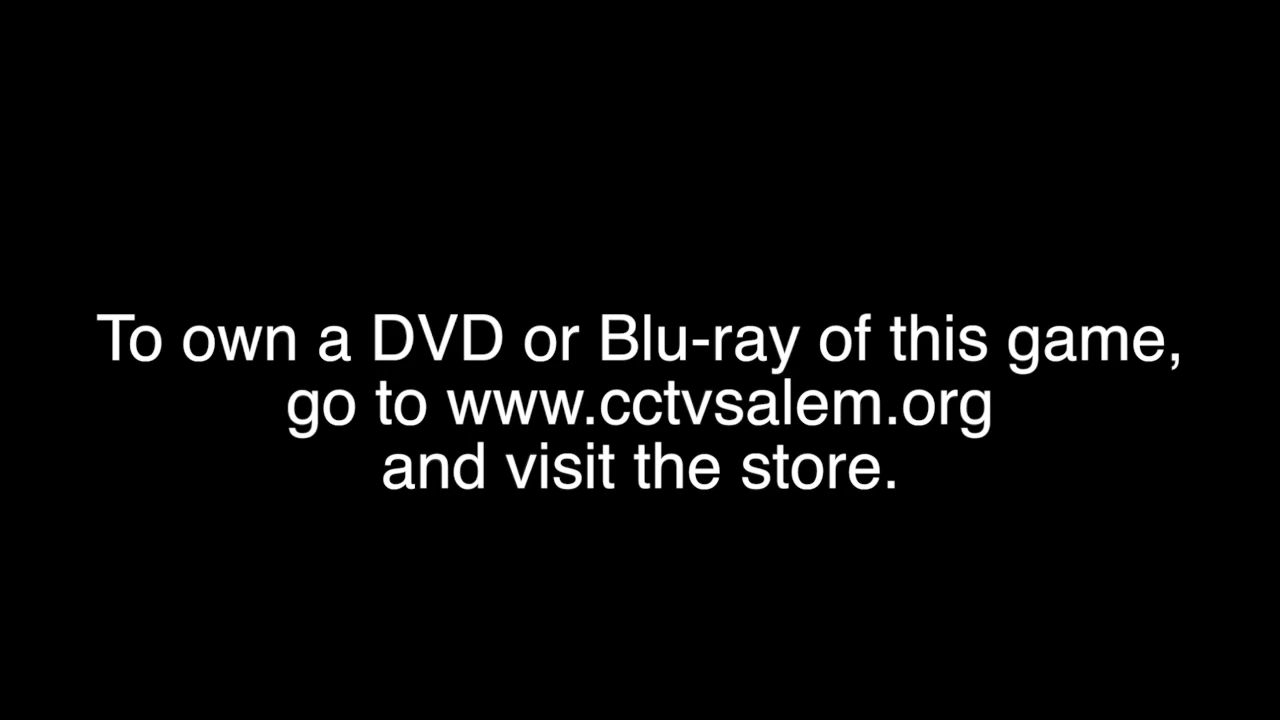 To own a DVD or Blu-ray of this game,
go to www.cctvsalem.org
and visit the store.